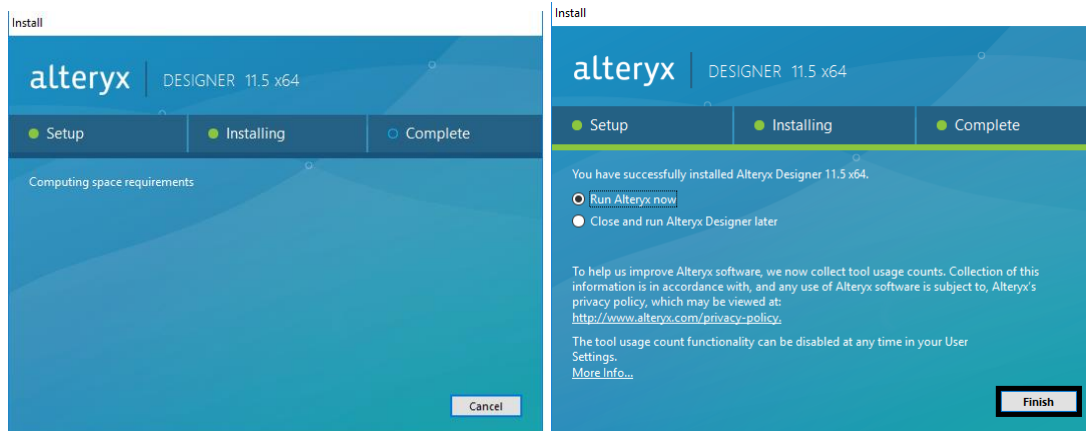 Install
alteryx DESIGNER 11.5 x64
Setup Installing Complete
Computing space requirements
Cancel
Install
alteryx DESIGNER 11.5 x64
Setup Installing Complete
You have successfully installed Alteryx Designer 11.5 x64.
Run Alteryx now
Close and run Alteryx Designer later
To help us improve Alteryx software, we now collect tool usage counts. Collection of this
information is in accordance with, and any use of Alteryx software is subject to, Alteryx's
privacy policy, which may be viewed at:
http://www.alteryx.com/privacy-policy.
The tool usage count functionality can be disabled at any time in your User
Settings.
More Info...
Finish